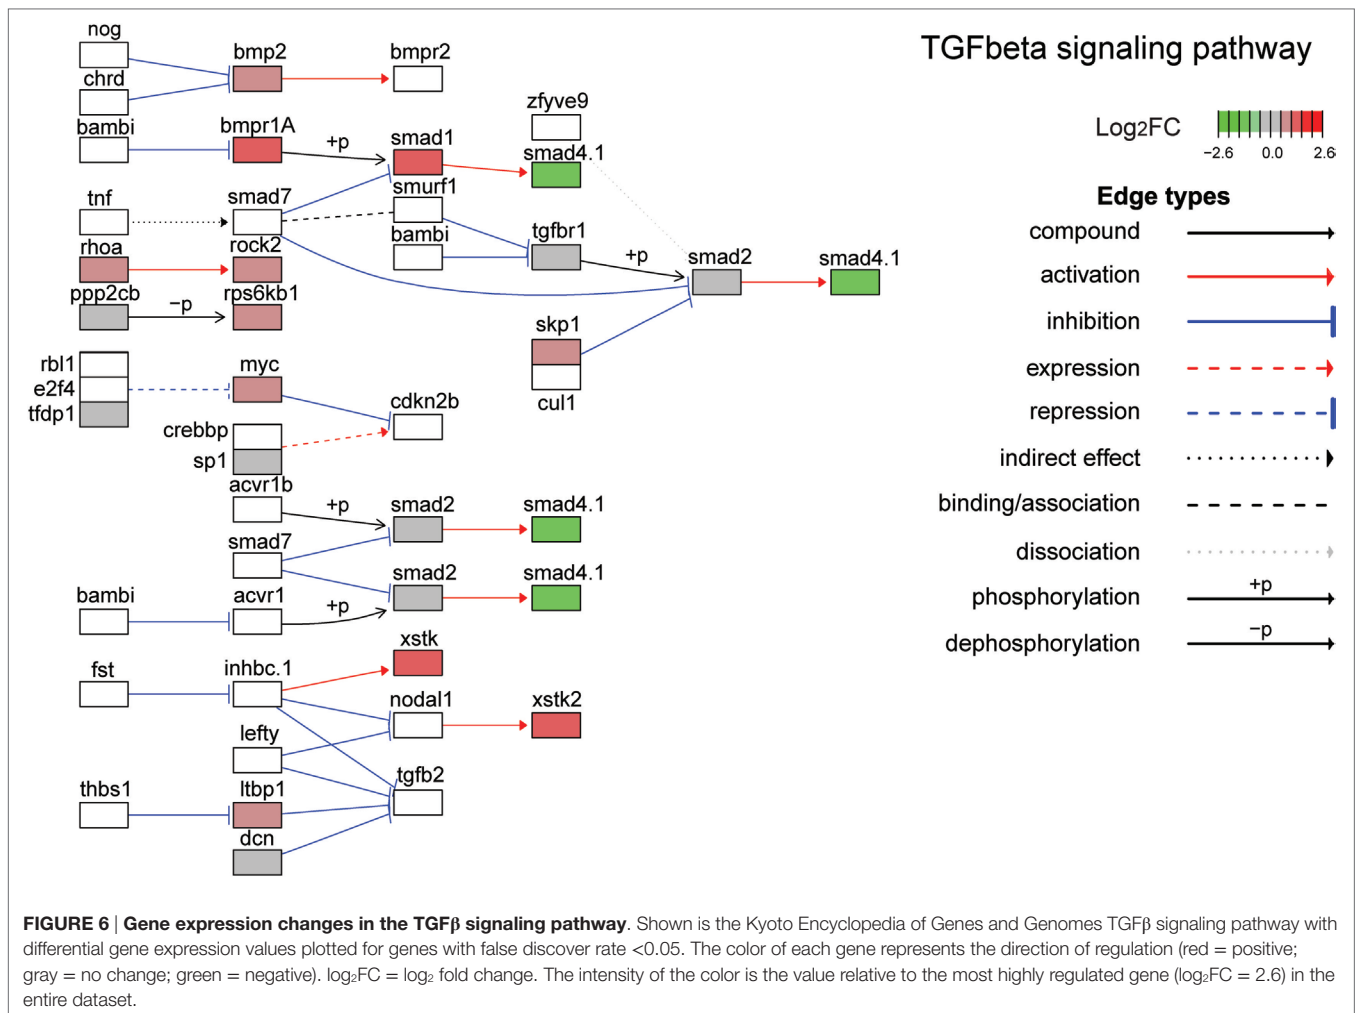 TGFbeta signaling pathway
nog
bmp2
bmpr2
chrd
zfyve9
bambi
bmpr1A
+p
smad1
smad4.1
smurf1
tnf
smad7
bambi
tgfbr1
rhoa
rock2
+p
smad2
smad4.1
ppp2cb
−p
rps6kb1
skp1
rbl1
myc
e2f4
tfdp1
cdkn2b
cul1
crebbp
sp1
acvr1b
+p
smad2
smad4.1
smad7
smad2
smad4.1
bambi
acvr1
+p
xstk
fst
inhbc.1
nodal1
xstk2
lefty
tgfb2
thbs1
ltbp1
dcn
Log2FC
−2.6 0.0 2.6
Edge types
compound
activation
inhibition
expression
repression
indirect effect
binding/association
dissociation
phosphorylation +p
dephosphorylation −p
FIGURE 6 | Gene expression changes in the TGFβ signaling pathway. Shown is the Kyoto Encyclopedia of Genes and Genomes TGFβ signaling pathway with
differential gene expression values plotted for genes with false discover rate <0.05. The color of each gene represents the direction of regulation (red = positive;
gray = no change; green = negative). log₂FC = log₂ fold change. The intensity of the color is the value relative to the most highly regulated gene (log₂FC = 2.6) in the
entire dataset.